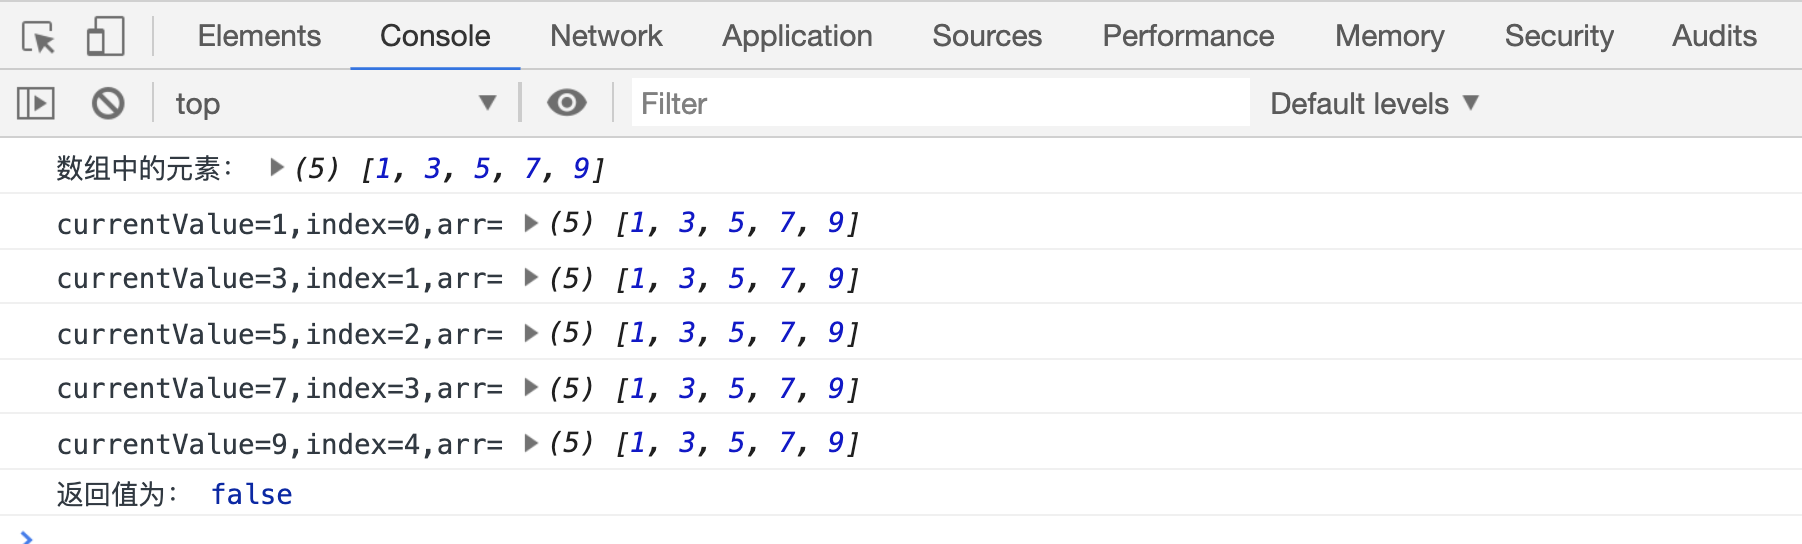 Elements Console Network Application Sources Performance Memory Security Audits
top Filter Default levels
数组中的元素： (5) [1, 3, 5, 7, 9]
currentValue=1,index=0,arr= (5) [1, 3, 5, 7, 9]
currentValue=3,index=1,arr= (5) [1, 3, 5, 7, 9]
currentValue=5,index=2,arr= (5) [1, 3, 5, 7, 9]
currentValue=7,index=3,arr= (5) [1, 3, 5, 7, 9]
currentValue=9,index=4,arr= (5) [1, 3, 5, 7, 9]
返回值为： false